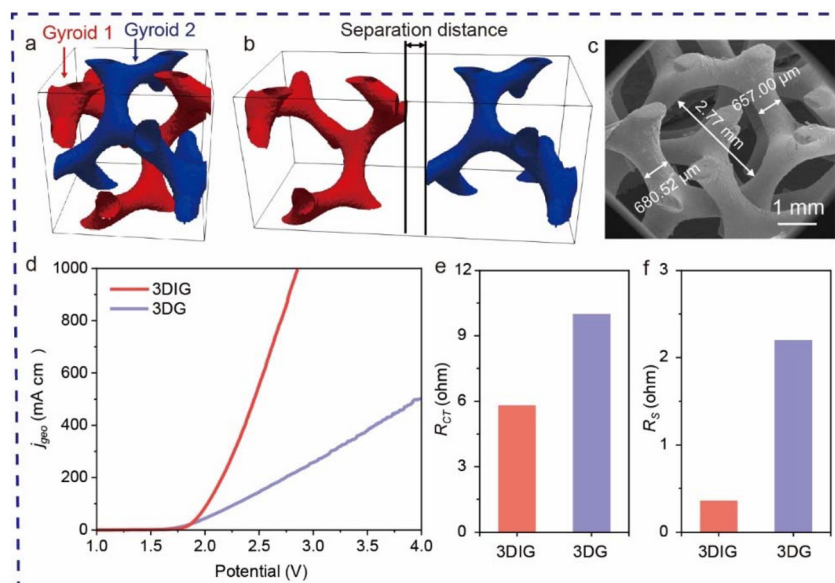 a
Gyroid 1
Gyroid 2
b
Separation distance
c
657.00 µm
2.77 mm
680.52 µm
1 mm
d
1000
800
600
400
200
0
j_geo (mA cm )
3DIG
3DG
1.0 1.5 2.0 2.5 3.0 3.5 4.0
Potential (V)
e
12
9
6
3
0
R_CT (ohm)
3DIG 3DG
f
3
2
1
0
R_S (ohm)
3DIG 3DG